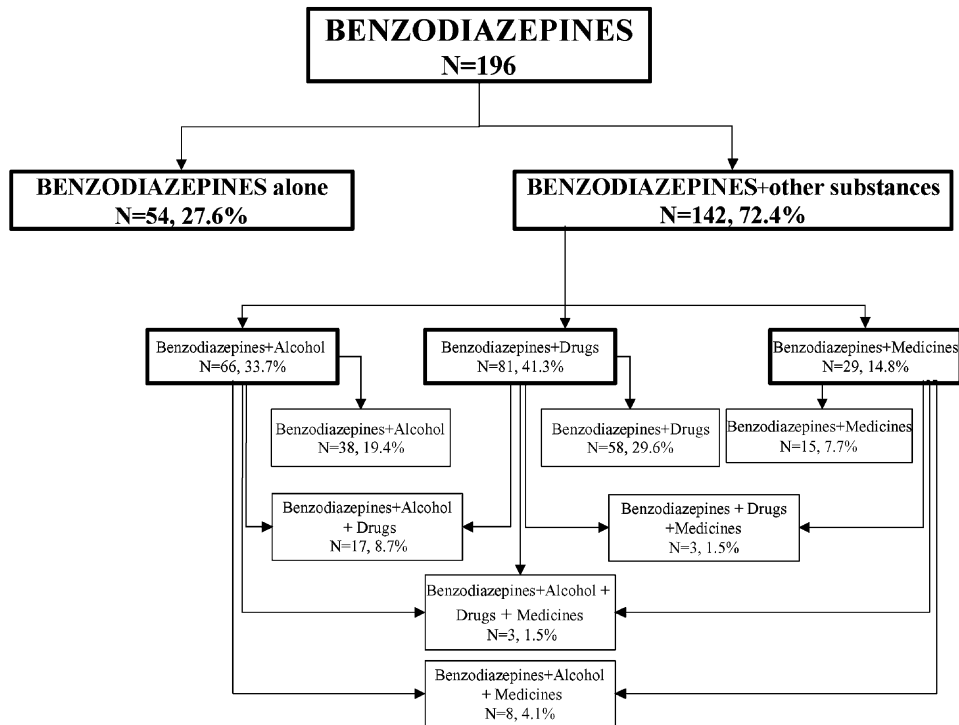 BENZODIAZEPINES
N=196
BENZODIAZEPINES alone
N=54, 27.6%
BENZODIAZEPINES+other substances
N=142, 72.4%
Benzodiazepines+Alcohol
N=66, 33.7%
Benzodiazepines+Drugs
N=81, 41.3%
Benzodiazepines+Medicines
N=29, 14.8%
Benzodiazepines+Alcohol
N=38, 19.4%
Benzodiazepines+Drugs
N=58, 29.6%
Benzodiazepines+Medicines
N=15, 7.7%
Benzodiazepines+Alcohol
+ Drugs
N=17, 8.7%
Benzodiazepines + Drugs
+Medicines
N=3, 1.5%
Benzodiazepines+Alcohol +
Drugs + Medicines
N=3, 1.5%
Benzodiazepines+Alcohol
+ Medicines
N=8, 4.1%